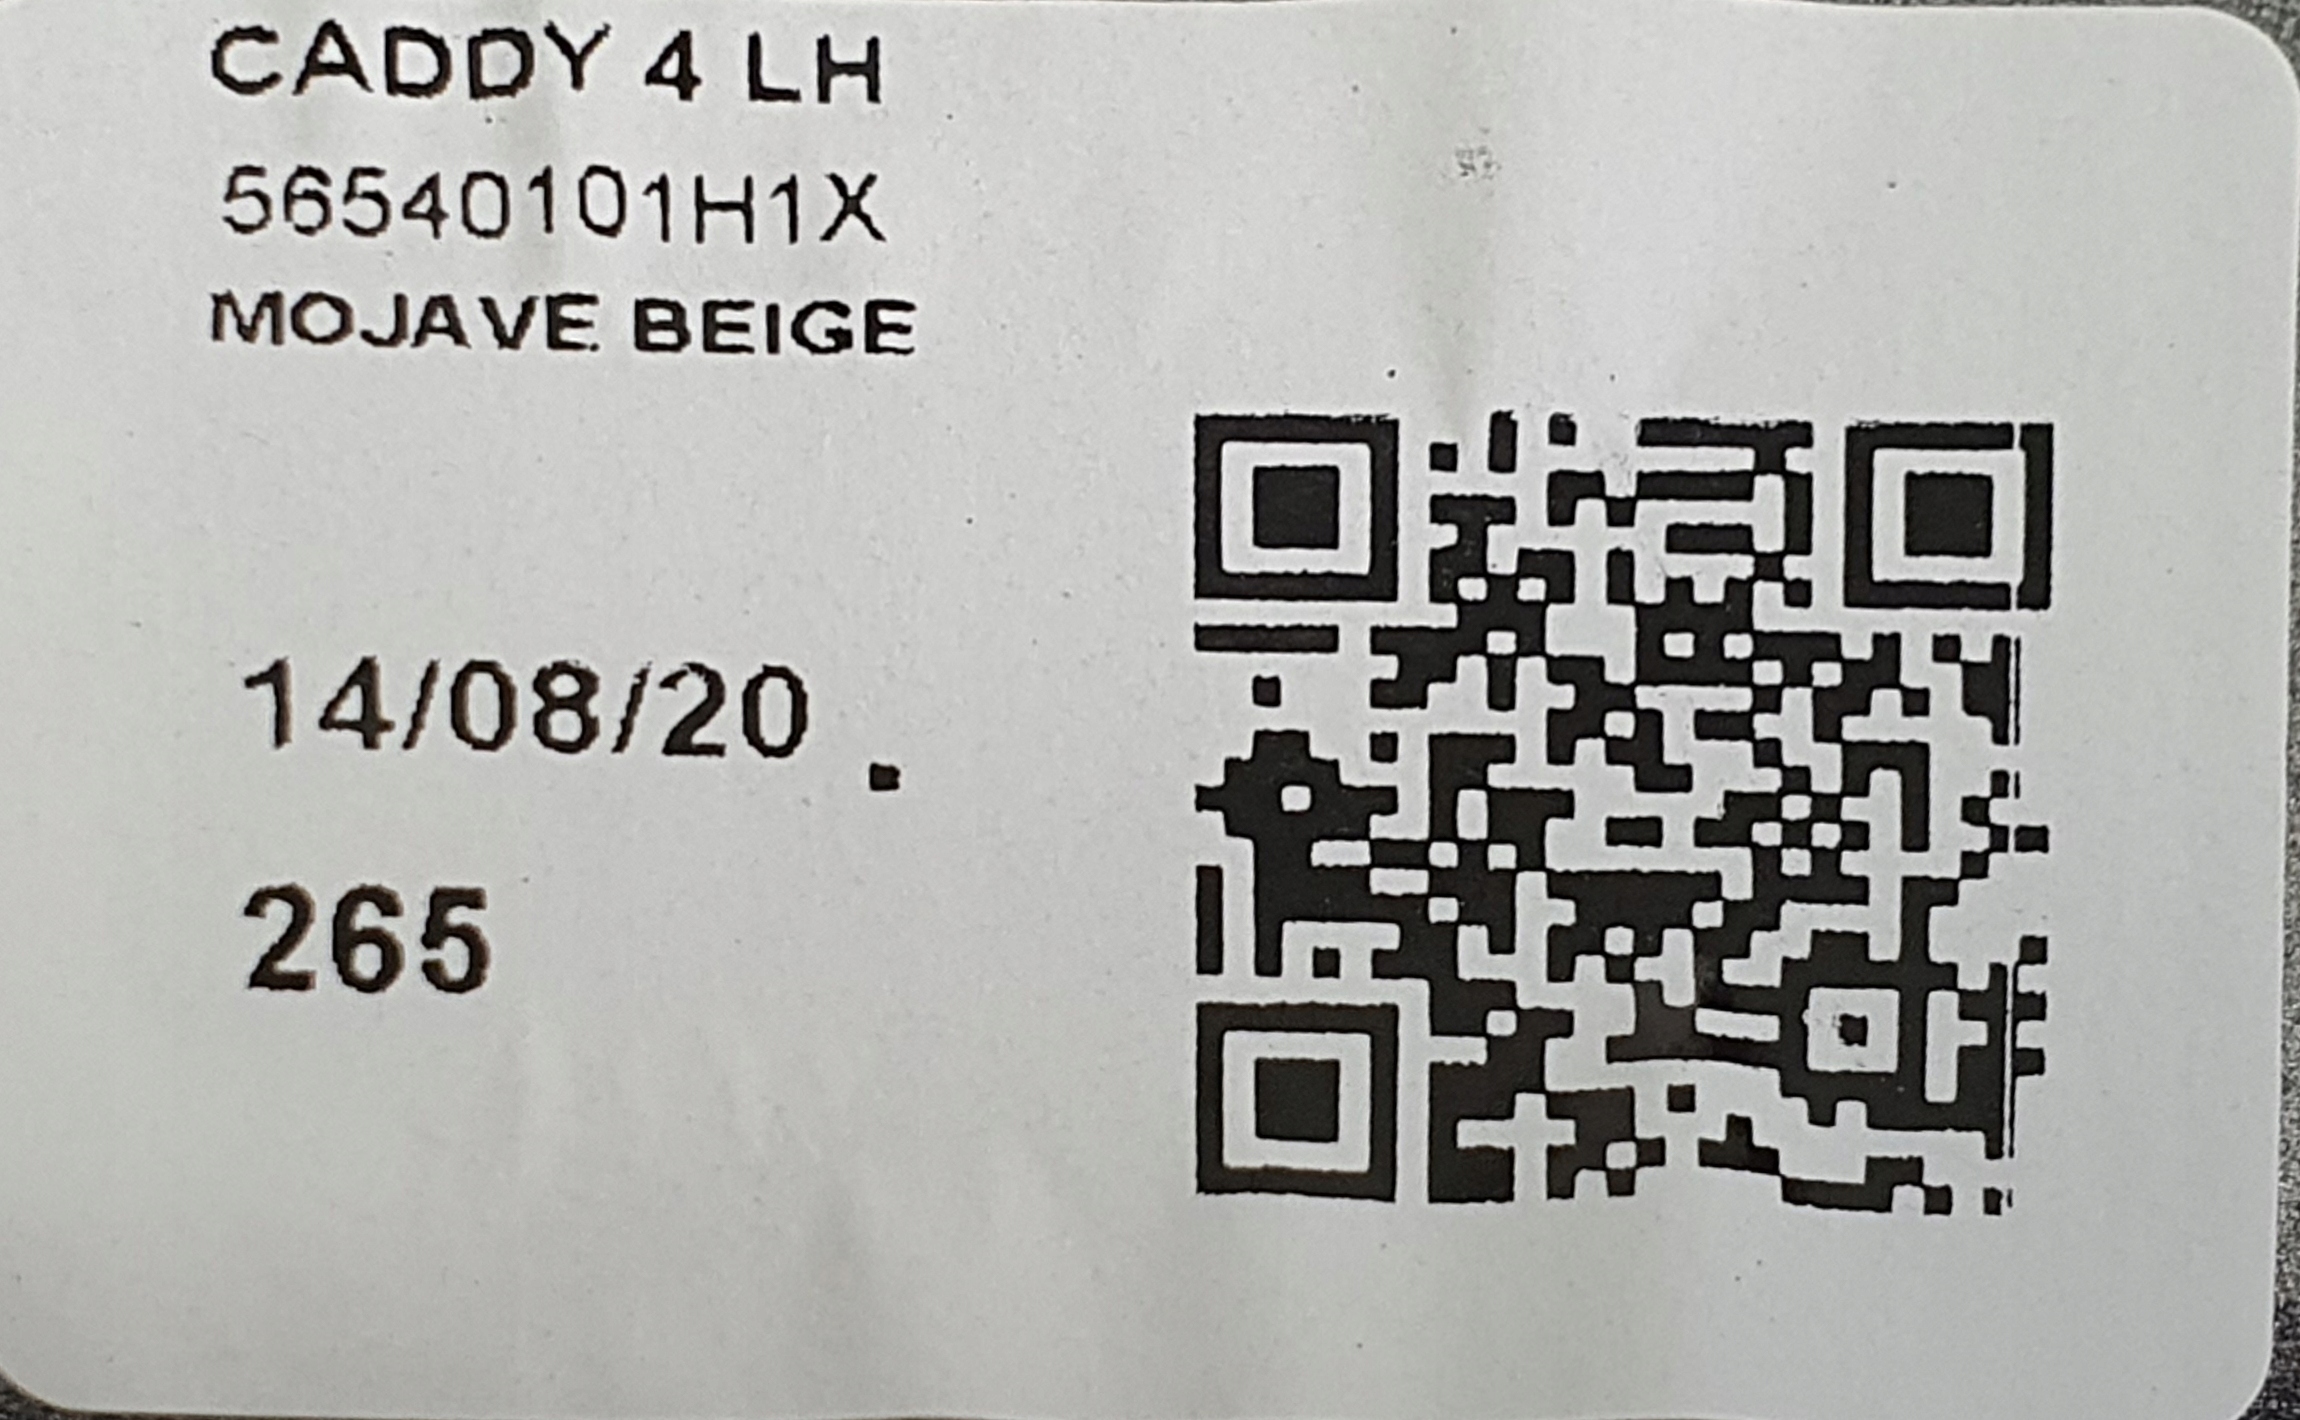 CADDY 4 LH
56540101H1X
MOJAVE BEIGE
14/08/20
265